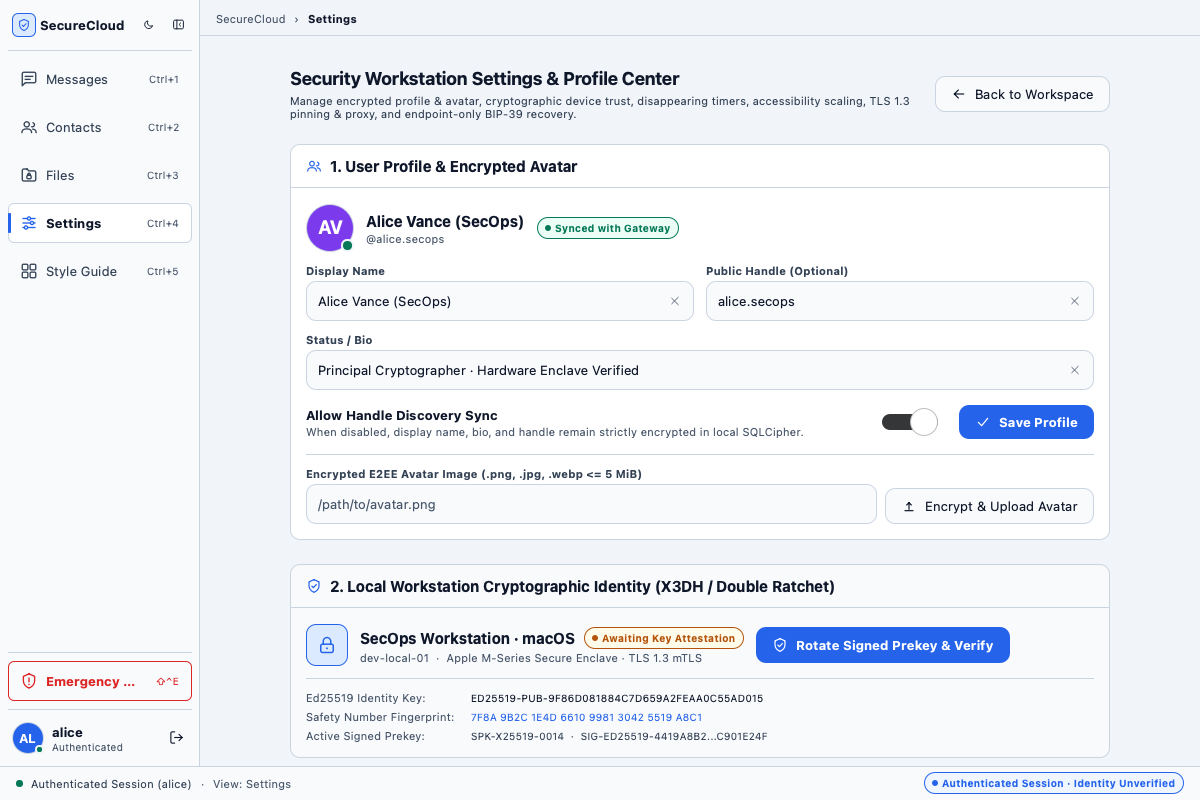 SecureCloud
Messages Ctrl+1
Contacts Ctrl+2
Files Ctrl+3
Settings Ctrl+4
Style Guide Ctrl+5
Emergency ... ⇧^E
AL
alice
Authenticated
SecureCloud › Settings
Security Workstation Settings & Profile Center
Manage encrypted profile & avatar, cryptographic device trust, disappearing timers, accessibility scaling, TLS 1.3
pinning & proxy, and endpoint-only BIP-39 recovery.
Back to Workspace
1. User Profile & Encrypted Avatar
AV
Alice Vance (SecOps)
@alice.secops
Synced with Gateway
Display Name
Alice Vance (SecOps)
Public Handle (Optional)
alice.secops
Status / Bio
Principal Cryptographer · Hardware Enclave Verified
Allow Handle Discovery Sync
When disabled, display name, bio, and handle remain strictly encrypted in local SQLCipher.
Save Profile
Encrypted E2EE Avatar Image (.png, .jpg, .webp <= 5 MiB)
/path/to/avatar.png
Encrypt & Upload Avatar
2. Local Workstation Cryptographic Identity (X3DH / Double Ratchet)
SecOps Workstation · macOS
Awaiting Key Attestation
dev-local-01 · Apple M-Series Secure Enclave · TLS 1.3 mTLS
Rotate Signed Prekey & Verify
Ed25519 Identity Key: ED25519-PUB-9F86D081884C7D659A2FEAA0C55AD015
Safety Number Fingerprint: 7F8A 9B2C 1E4D 6610 9981 3042 5519 A8C1
Active Signed Prekey: SPK-X25519-0014 · SIG-ED25519-4419A8B2...C901E24F
Authenticated Session (alice) · View: Settings
Authenticated Session · Identity Unverified